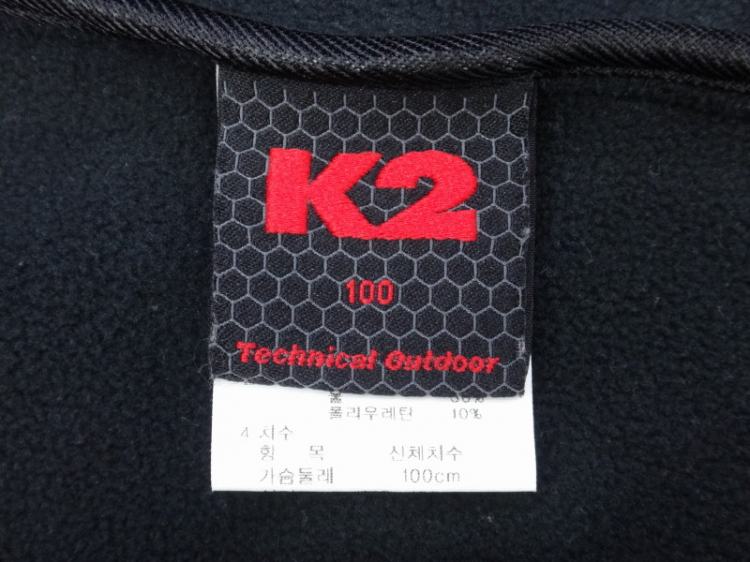 K2
100
Technical Outdoor
폴리우레탄 10%
4.치수
항 목 신체치수
가슴둘레 100cm